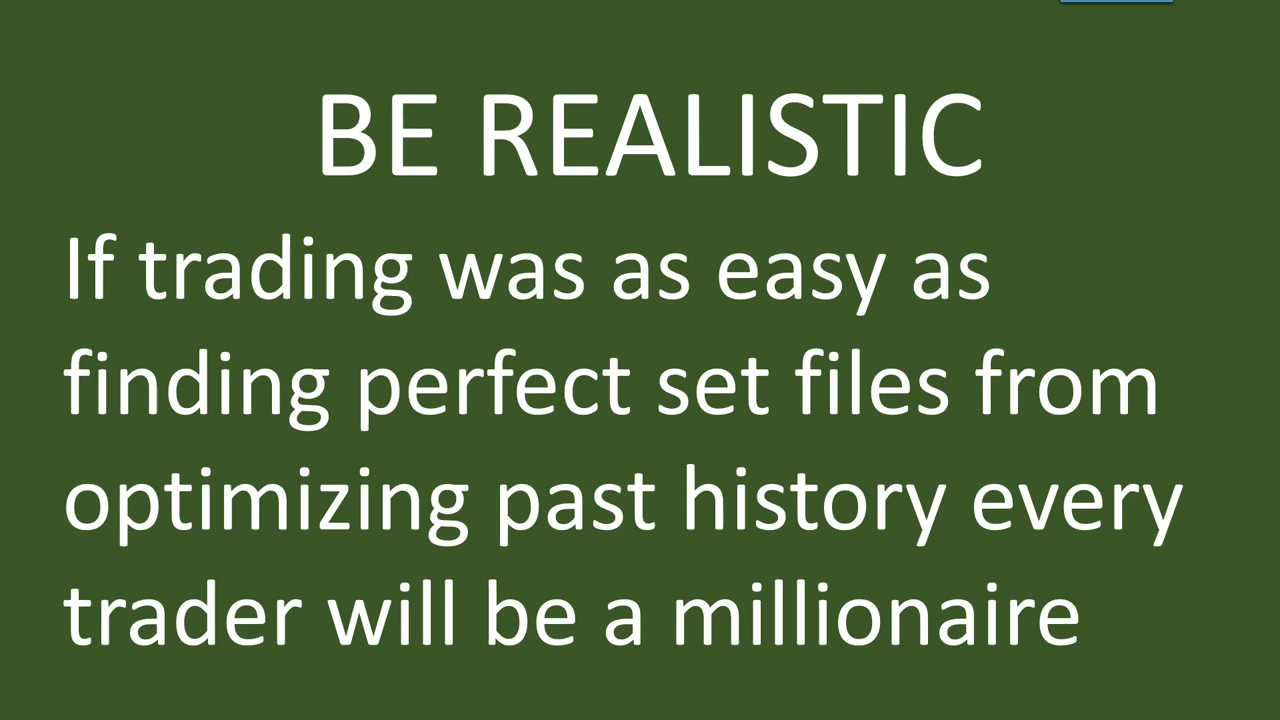 BE REALISTIC
If trading was as easy as
finding perfect set files from
optimizing past history every
trader will be a millionaire